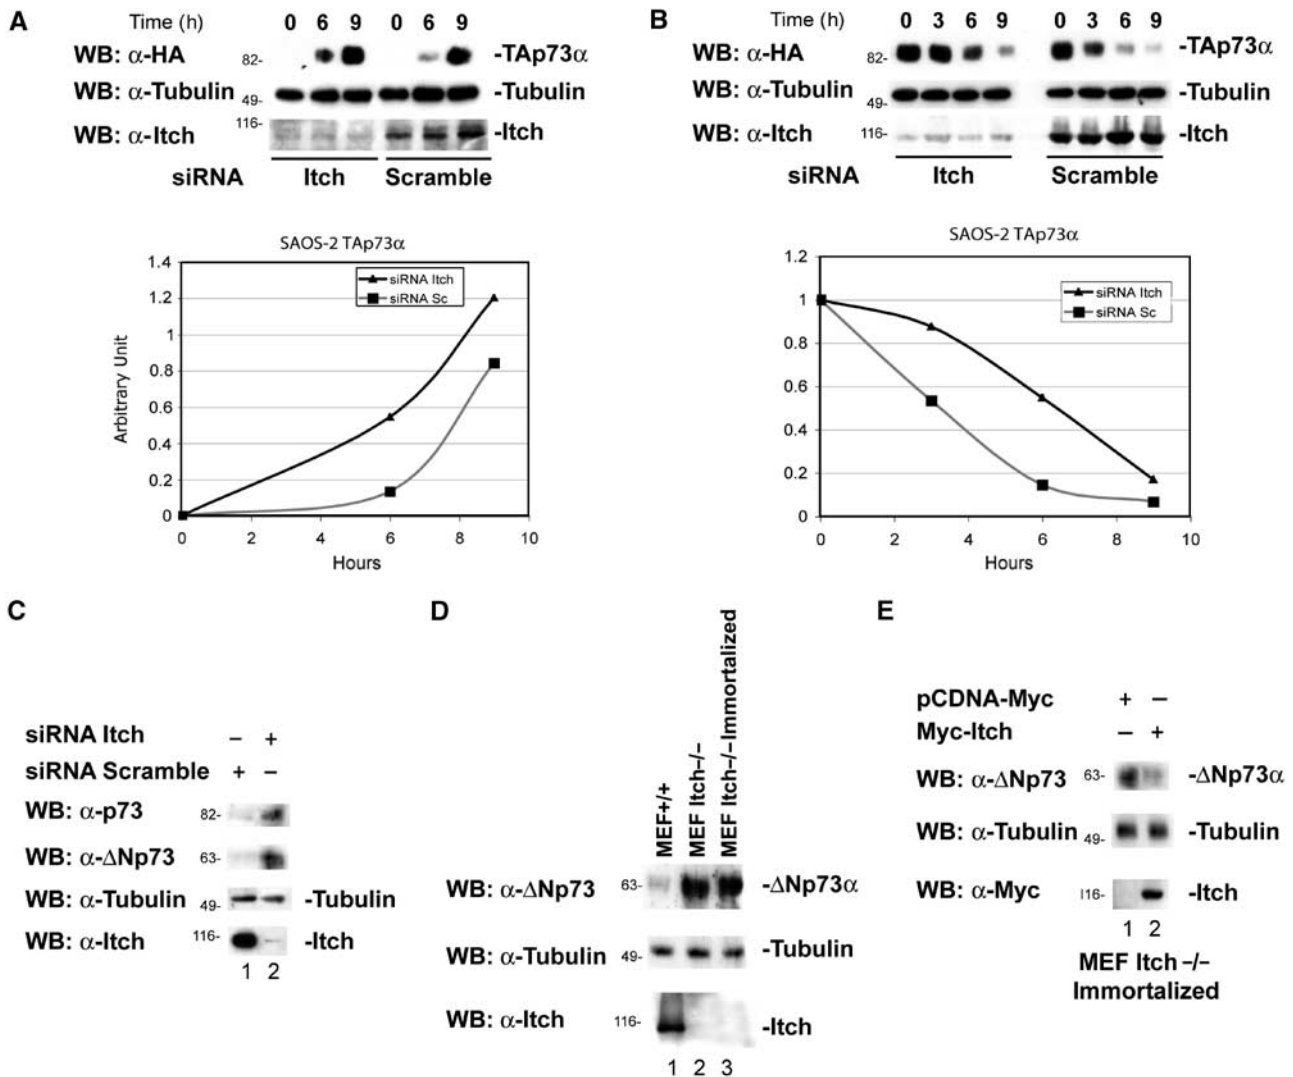 A
Time (h) 0 6 9 0 6 9
WB: α-HA 82- -TAp73α
WB: α-Tubulin 49- -Tubulin
WB: α-Itch 116- -Itch
siRNA Itch Scramble
SAOS-2 TAp73α
1.4
1.2
1
0.8
0.6
0.4
0.2
0
Arbitrary Unit
siRNA Itch
siRNA Sc
0 2 4 6 8 10
Hours
B
Time (h) 0 3 6 9 0 3 6 9
WB: α-HA 82- -TAp73α
WB: α-Tubulin 49- -Tubulin
WB: α-Itch 116- -Itch
siRNA Itch Scramble
SAOS-2 TAp73α
1.2
1
0.8
0.6
0.4
0.2
0
siRNA Itch
siRNA Sc
0 2 4 6 8 10
Hours
C
siRNA Itch – +
siRNA Scramble + –
WB: α-p73 82-
WB: α-ΔNp73 63-
WB: α-Tubulin 49- -Tubulin
WB: α-Itch 116- -Itch
1 2
D
MEF+/+
MEF Itch–/–
MEF Itch–/–Immortalized
WB: α-ΔNp73 63- -ΔNp73α
WB: α-Tubulin 49- -Tubulin
WB: α-Itch 116- -Itch
1 2 3
E
pCDNA-Myc + –
Myc-Itch – +
WB: α-ΔNp73 63- -ΔNp73α
WB: α-Tubulin 49- -Tubulin
WB: α-Myc 116- -Itch
1 2
MEF Itch –/–
Immortalized